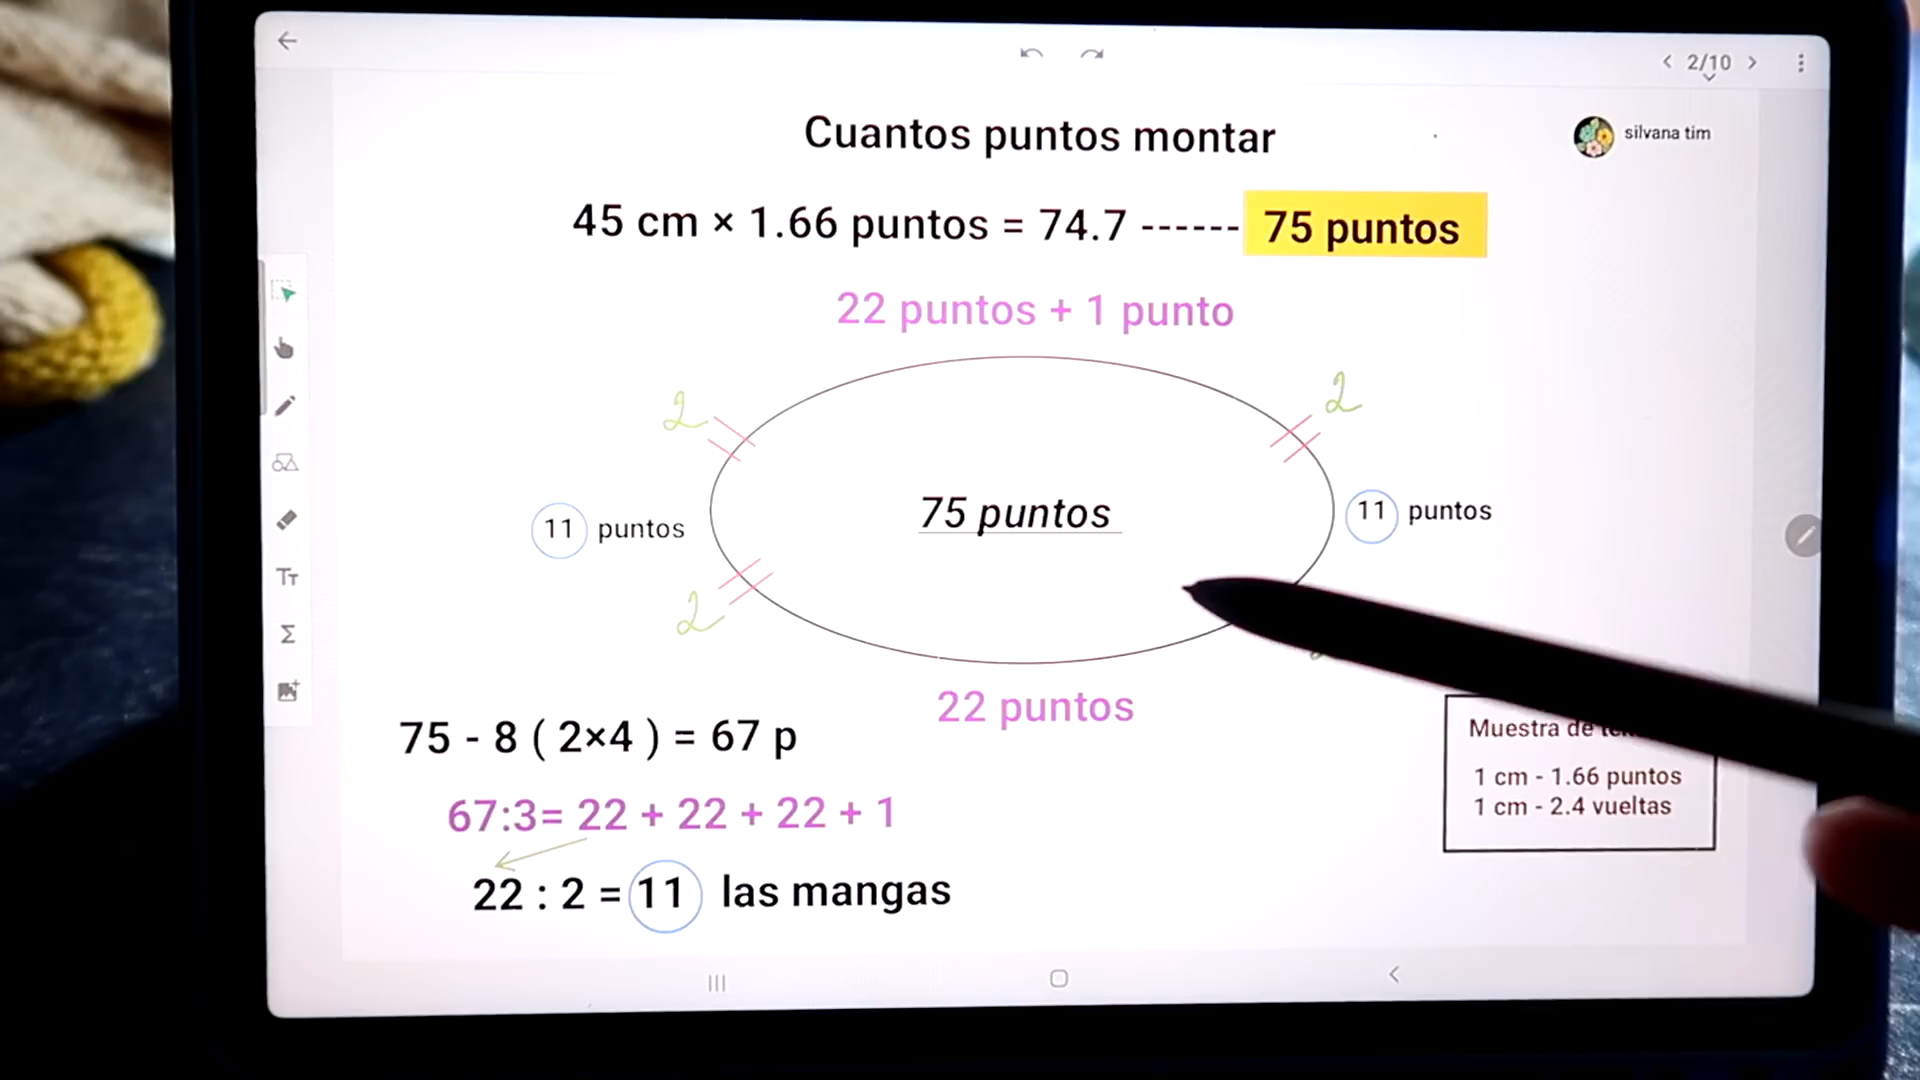 2/10
Cuantos puntos montar
silvana tim
45 cm × 1.66 puntos = 74.7 ------ 75 puntos
22 puntos + 1 punto
2
2
75 puntos
11 puntos
11 puntos
2
22 puntos
75 - 8 ( 2×4 ) = 67 p
67:3= 22 + 22 + 22 + 1
22 : 2 = 11 las mangas
Muestra de
1 cm - 1.66 puntos
1 cm - 2.4 vueltas
Tт
Σ